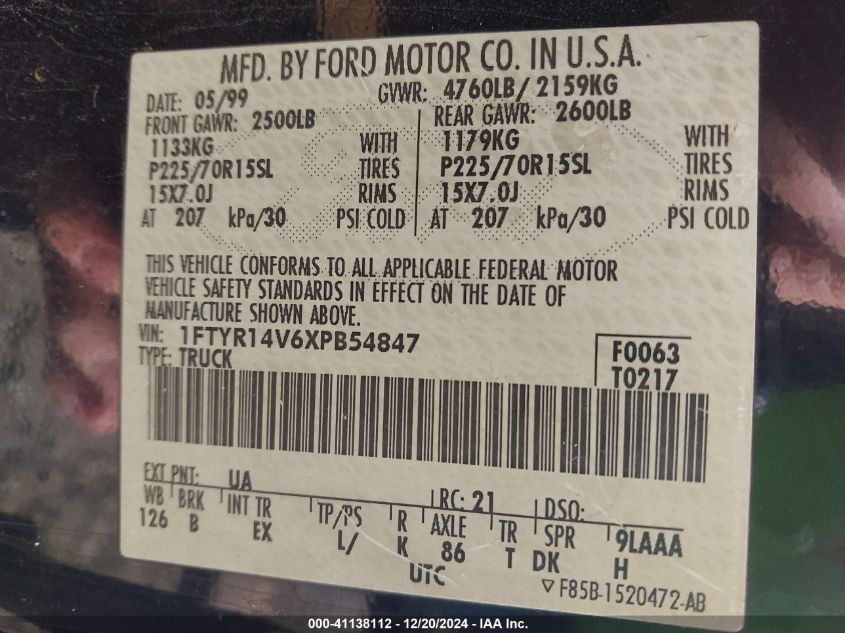 MFD. BY FORD MOTOR CO. IN U.S.A.
DATE: 05/99 GVWR: 4760LB/ 2159KG
FRONT GAWR: 2500LB REAR GAWR: 2600LB
1133KG WITH 1179KG WITH
P225/70R15SL TIRES P225/70R15SL TIRES
15X7.0J RIMS 15X7.0J RIMS
AT 207 kPa/30 PSI COLD AT 207 kPa/30 PSI COLD
THIS VEHICLE CONFORMS TO ALL APPLICABLE FEDERAL MOTOR
VEHICLE SAFETY STANDARDS IN EFFECT ON THE DATE OF
MANUFACTURE SHOWN ABOVE.
VIN: 1FTYR14V6XPB54847
TYPE: TRUCK
F0063
T0217
EXT PNT: UA RC: 21 DSO:
WB BRK INT TR TP/PS R AXLE TR SPR 9LAAA
126 B EX L/ K 86 T DK H
UTC
F85B-1520472-AB
000-41138112 - 12/20/2024 - IAA Inc.